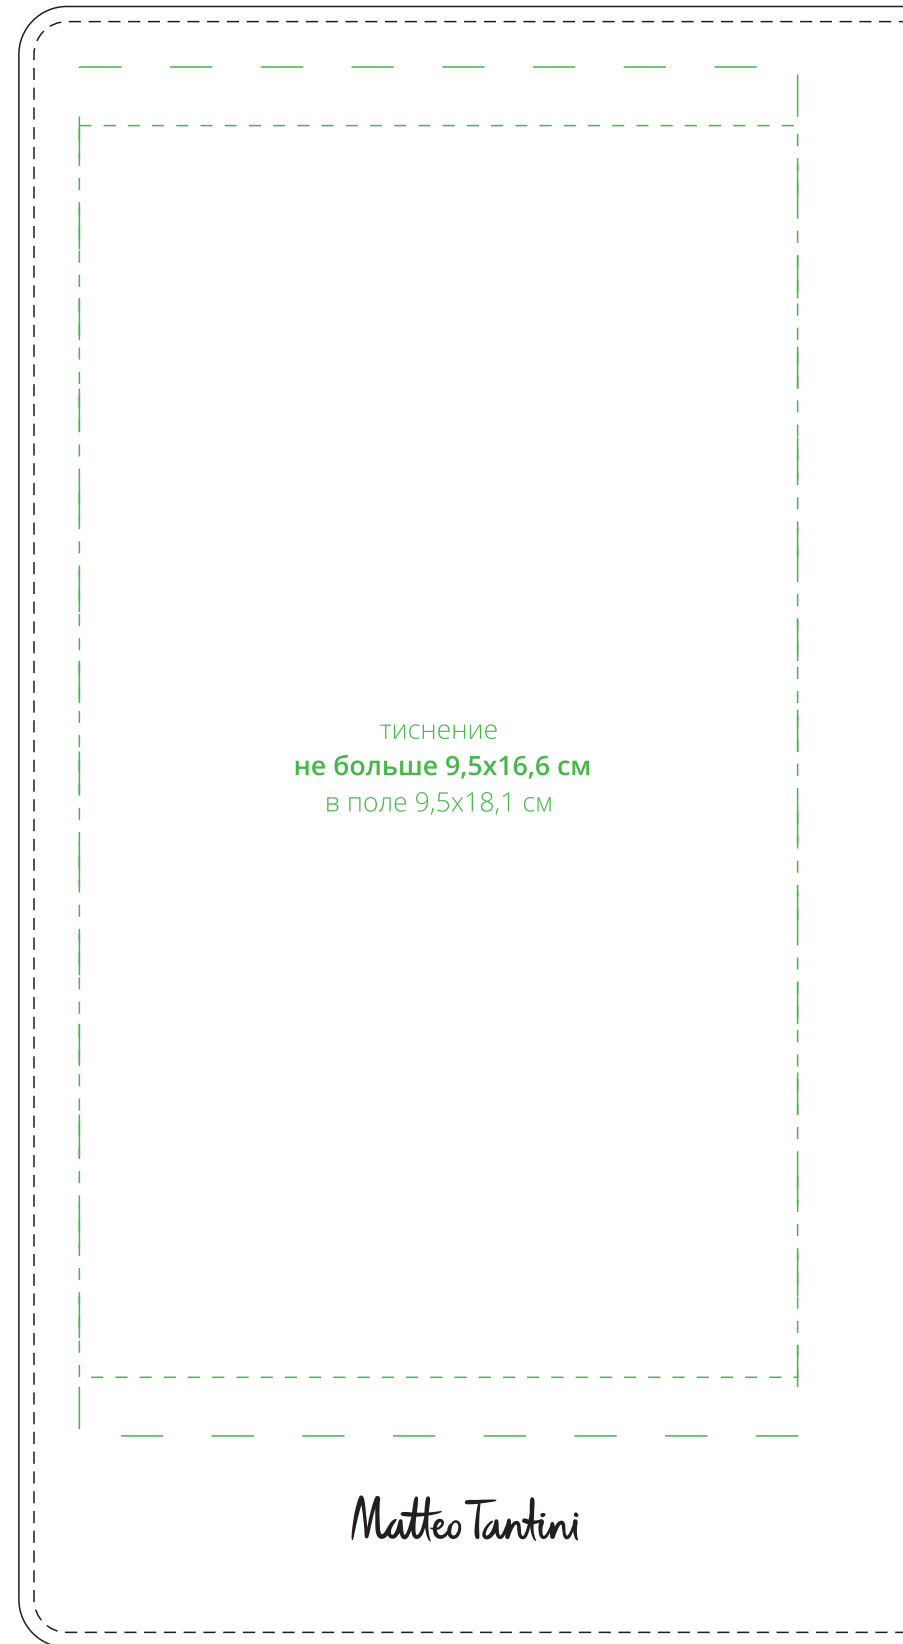 тиснение
не больше 9,5х16,6 см
в поле 9,5х18,1 см
Matteo Tantini